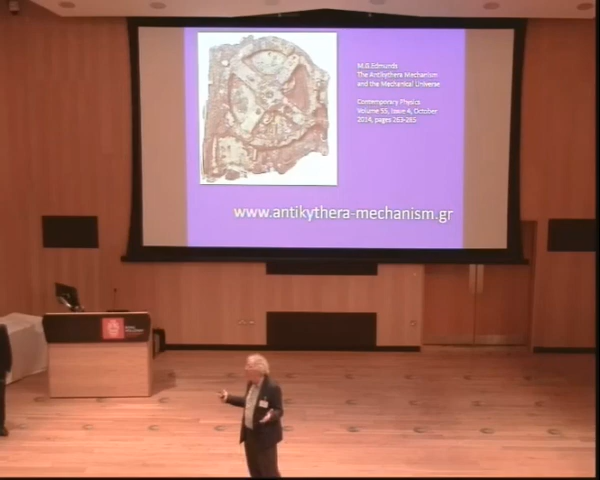 M.G.Edmunds
The Antikythera Mechanism
and the Mechanical Universe
Contemporary Physics
Volume 55, Issue 4, October
2014, pages 263-285
www.antikythera-mechanism.gr